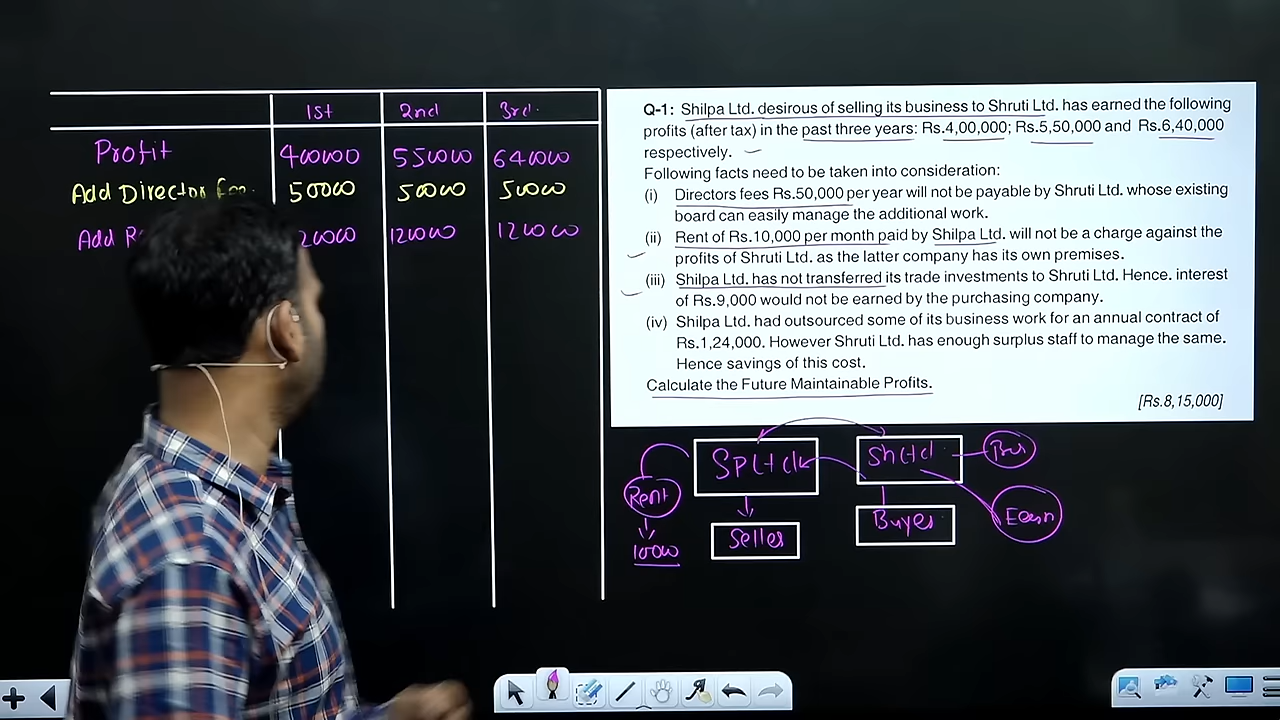 1st 2nd 3rd.
Profit 400000 550000 640000
Add Director 50000 50000 50000
Add 120000 120000
Q-1: Shilpa Ltd. desirous of selling its business to Shruti Ltd. has earned the following
profits (after tax) in the past three years: Rs.4,00,000; Rs.5,50,000 and Rs.6,40,000
respectively.
Following facts need to be taken into consideration:
(i) Directors fees Rs.50,000 per year will not be payable by Shruti Ltd. whose existing
board can easily manage the additional work.
(ii) Rent of Rs.10,000 per month paid by Shilpa Ltd. will not be a charge against the
profits of Shruti Ltd. as the latter company has its own premises.
(iii) Shilpa Ltd. has not transferred its trade investments to Shruti Ltd. Hence. interest
of Rs.9,000 would not be earned by the purchasing company.
(iv) Shilpa Ltd. had outsourced some of its business work for an annual contract of
Rs.1,24,000. However Shruti Ltd. has enough surplus staff to manage the same.
Hence savings of this cost.
Calculate the Future Maintainable Profits.
[Rs.8,15,000]
SP Ltd Sh Ltd
Rent
Seller Buyer Earn
10000